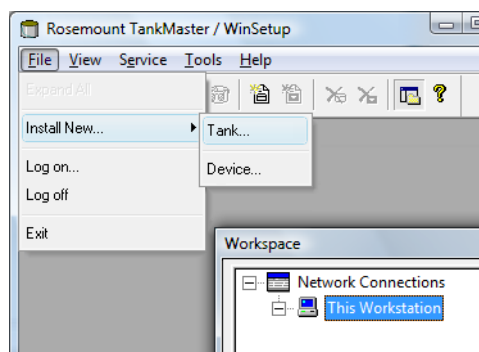 Rosemount TankMaster / WinSetup
File View Service Tools Help
Expand All
Install New...
Tank...
Device...
Log on...
Log off
Exit
Workspace
Network Connections
This Workstation